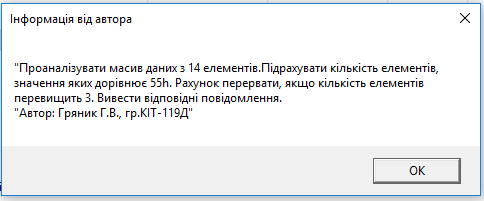 Інформація від автора
"Проаналізувати масив даних з 14 елементів.Підрахувати кількість елементів,
значення яких дорівнює 55h. Рахунок перервати, якщо кількість елементів
перевищить 3. Вивести відповідні повідомлення.
"Автор: Гряник Г.В., гр.КІТ-119Д"
OK